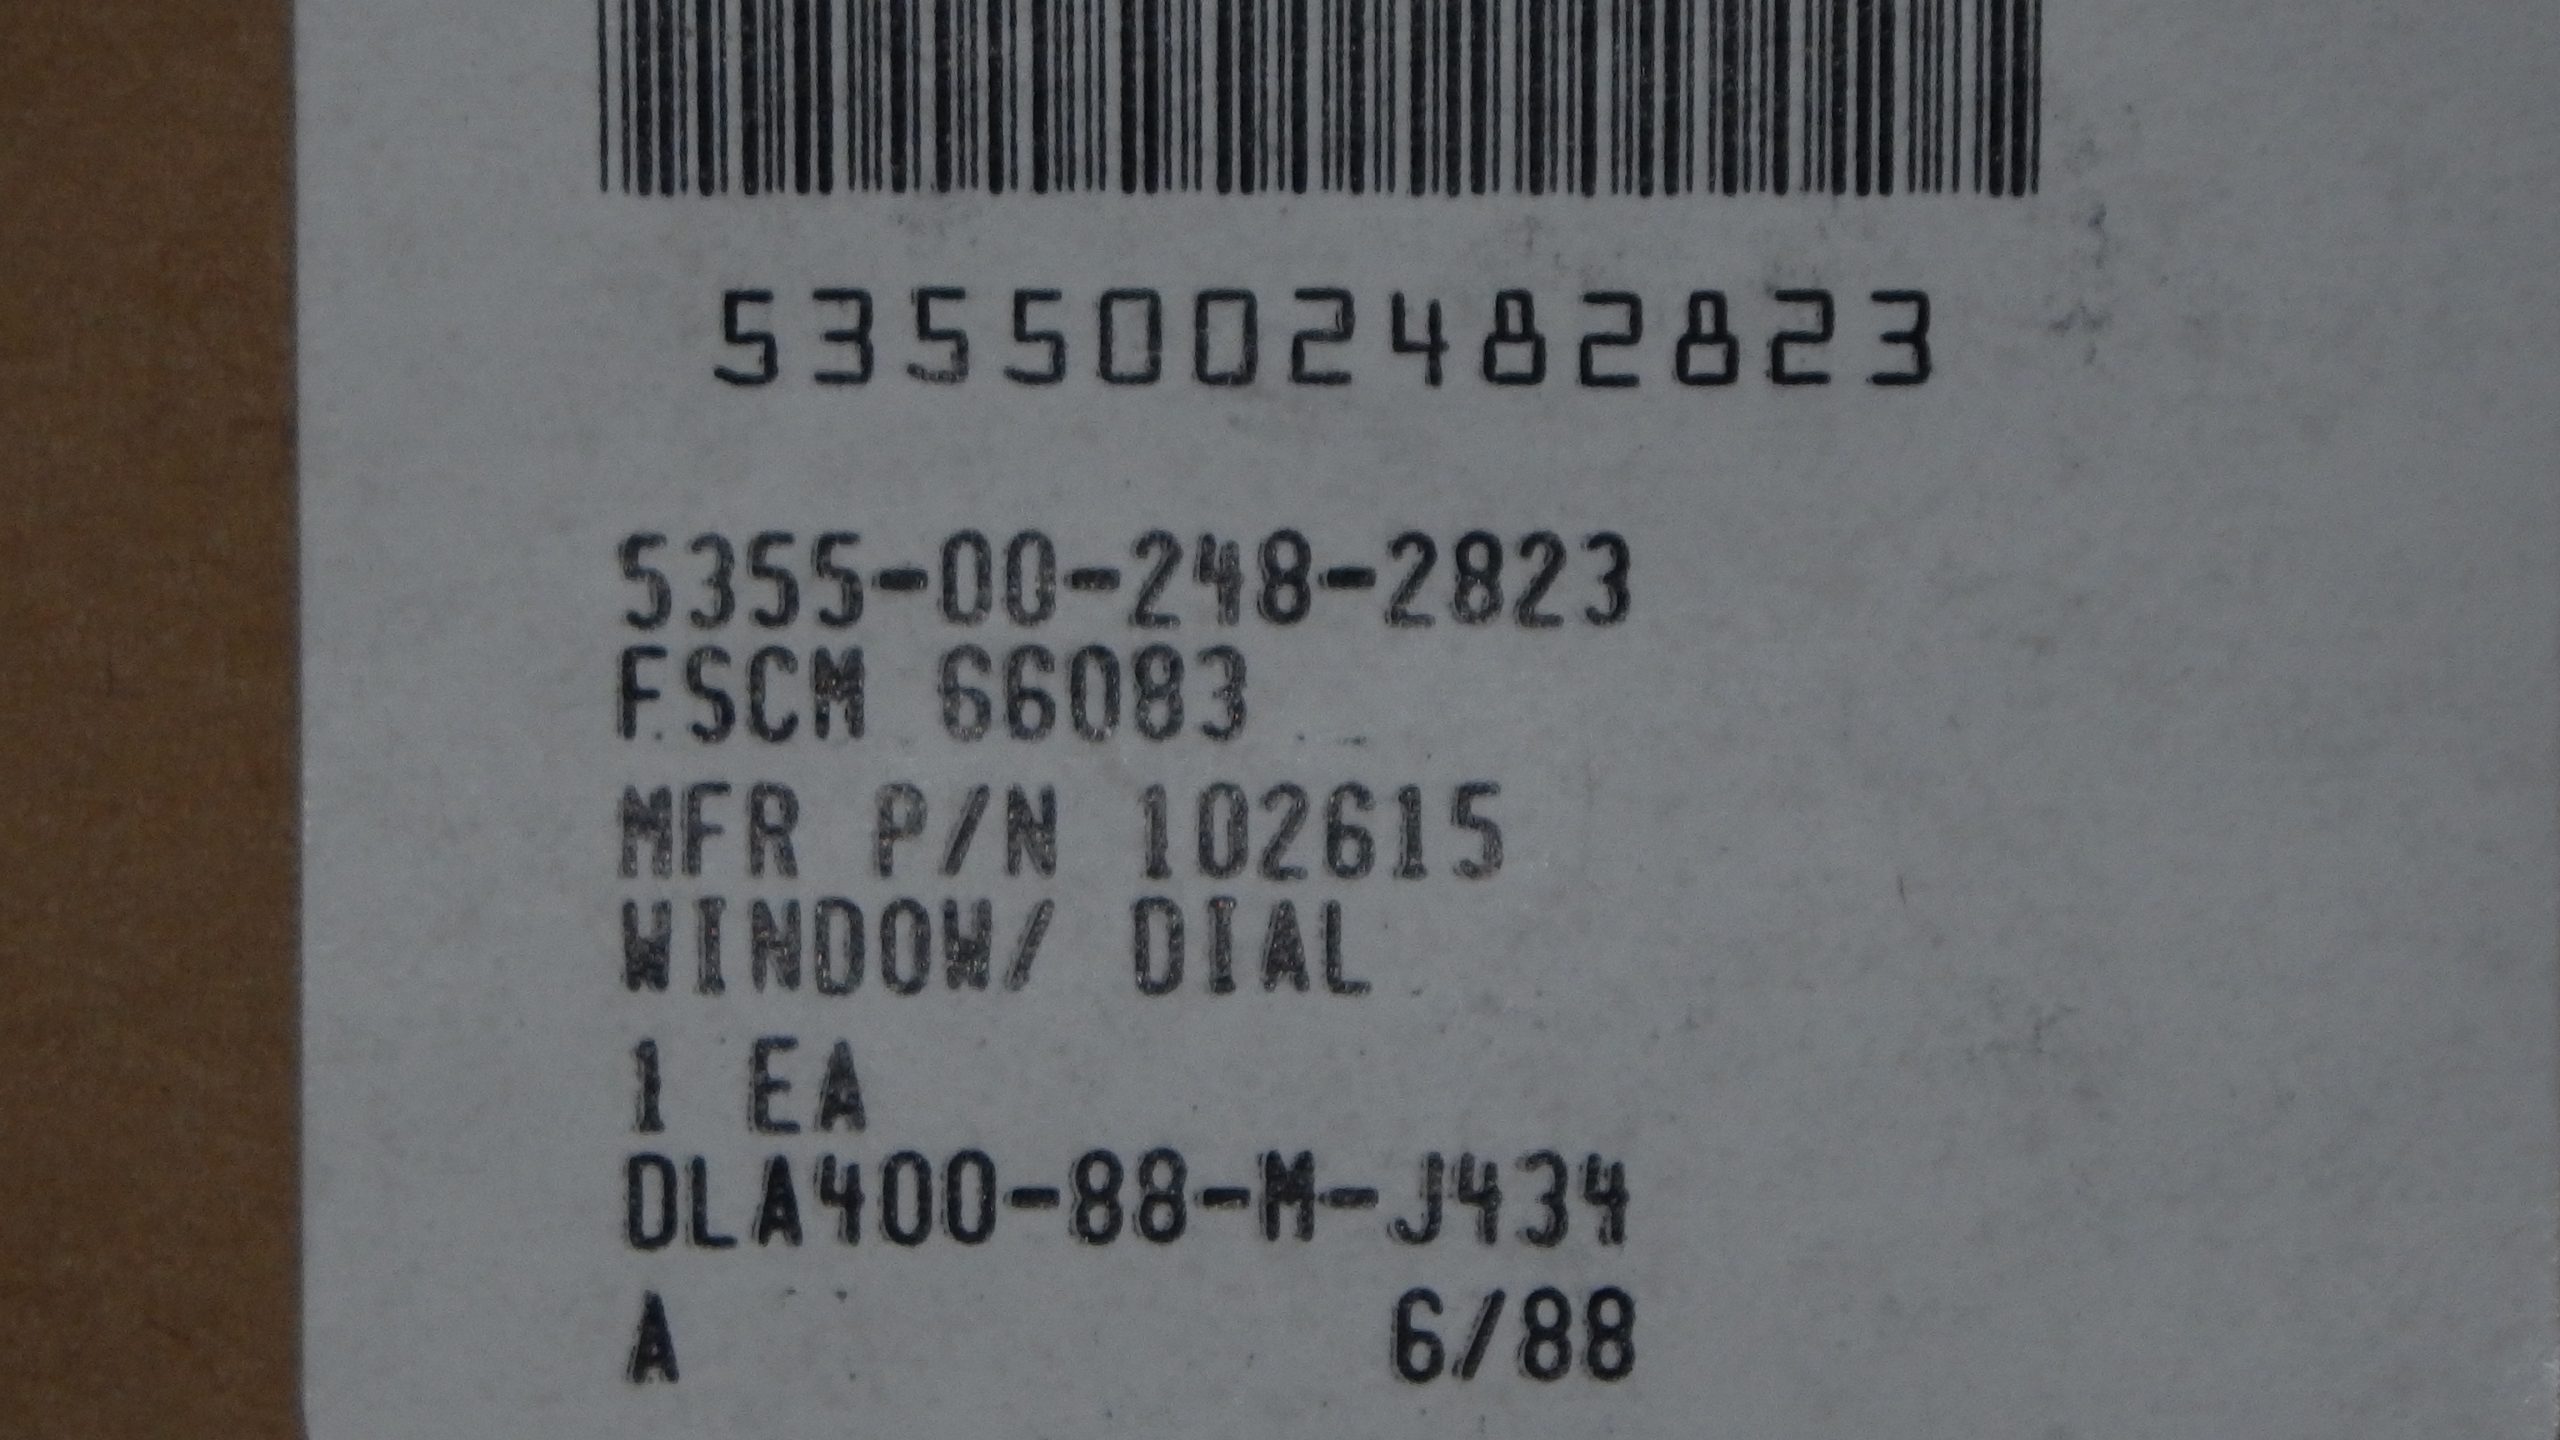 5355002482823
5355-00-248-2823
FSCM 66083
MFR P/N 102615
WINDOW/ DIAL
1 EA
DLA400-88-M-J434
A 6/88